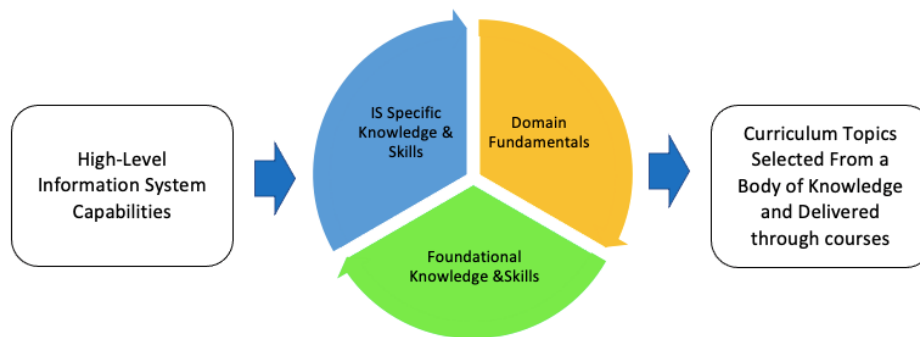 High-Level
Information System
Capabilities
IS Specific
Knowledge &
Skills
Domain
Fundamentals
Foundational
Knowledge &Skills
Curriculum Topics
Selected From a
Body of Knowledge
and Delivered
through courses